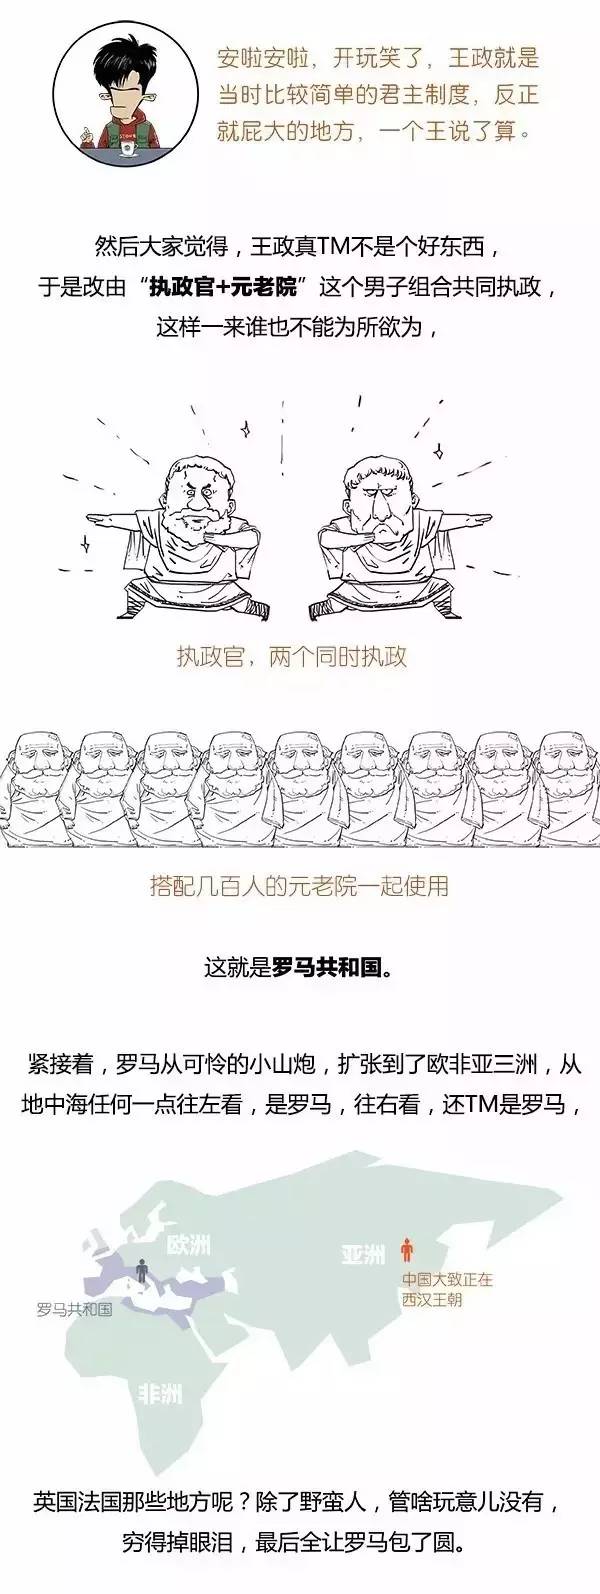 安啦安啦，开玩笑了，王政就是
当时比较简单的君主制度，反正
就屁大的地方，一个王说了算。
然后大家觉得，王政真TM不是个好东西，
于是改由“执政官+元老院”这个男子组合共同执政，
这样一来谁也不能为所欲为，
执政官，两个同时执政
搭配几百人的元老院一起使用
这就是罗马共和国。
紧接着，罗马从可怜的小山炮，扩张到了欧非亚三洲，从
地中海任何一点往左看，是罗马，往右看，还TM是罗马，
欧洲
亚洲
中国大致正在
西汉王朝
罗马共和国
非洲
英国法国那些地方呢？除了野蛮人，管啥玩意儿没有，
穷得掉眼泪，最后全让罗马包了圆。